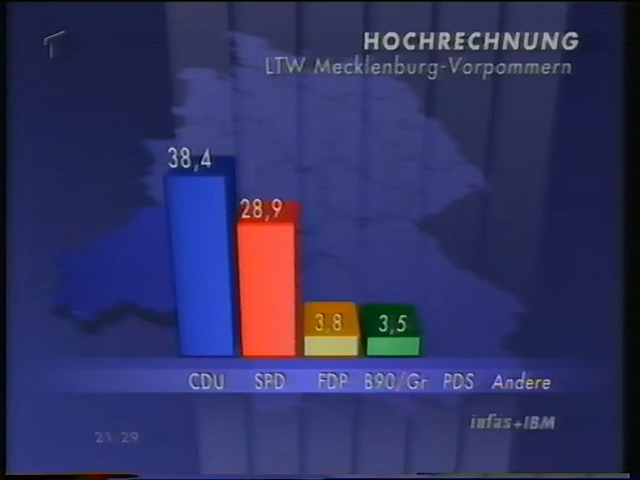 1
HOCHRECHNUNG
LTW Mecklenburg-Vorpommern
38,4
28,9
3,8
3,5
CDU SPD FDP B90/Gr PDS Andere
infas+IBM
21:29